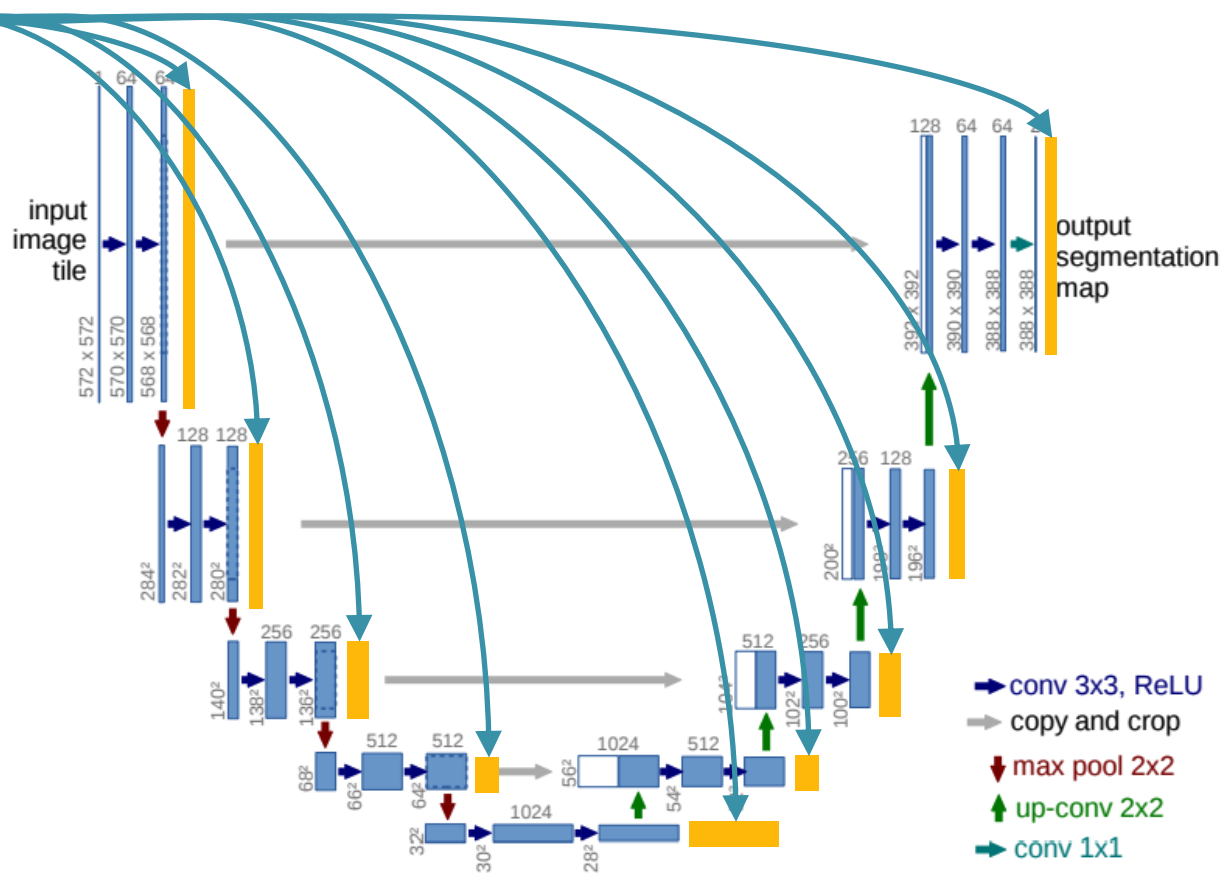 1 64 64
input
image
tile
572 x 572
570 x 570
568 x 568
128 64 64
392 x 392
390 x 390
388 x 388
388 x 388
output
segmentation
map
128 128
284²
282²
280²
256 128
200²
196²
256 256
140²
138²
136²
512 256
102²
100²
512 512
68²
66²
64²
1024 512
56²
54²
1024
32²
30²
28²
conv 3x3, ReLU
copy and crop
max pool 2x2
up-conv 2x2
conv 1x1